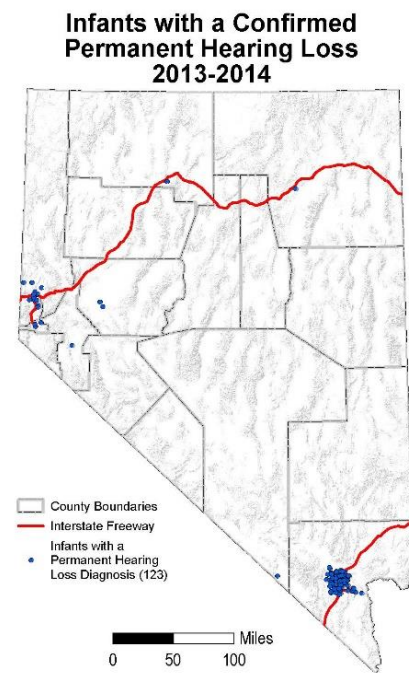 Infants with a Confirmed
Permanent Hearing Loss
2013-2014
County Boundaries
Interstate Freeway
Infants with a
Permanent Hearing
Loss Diagnosis (123)
Miles
0 50 100